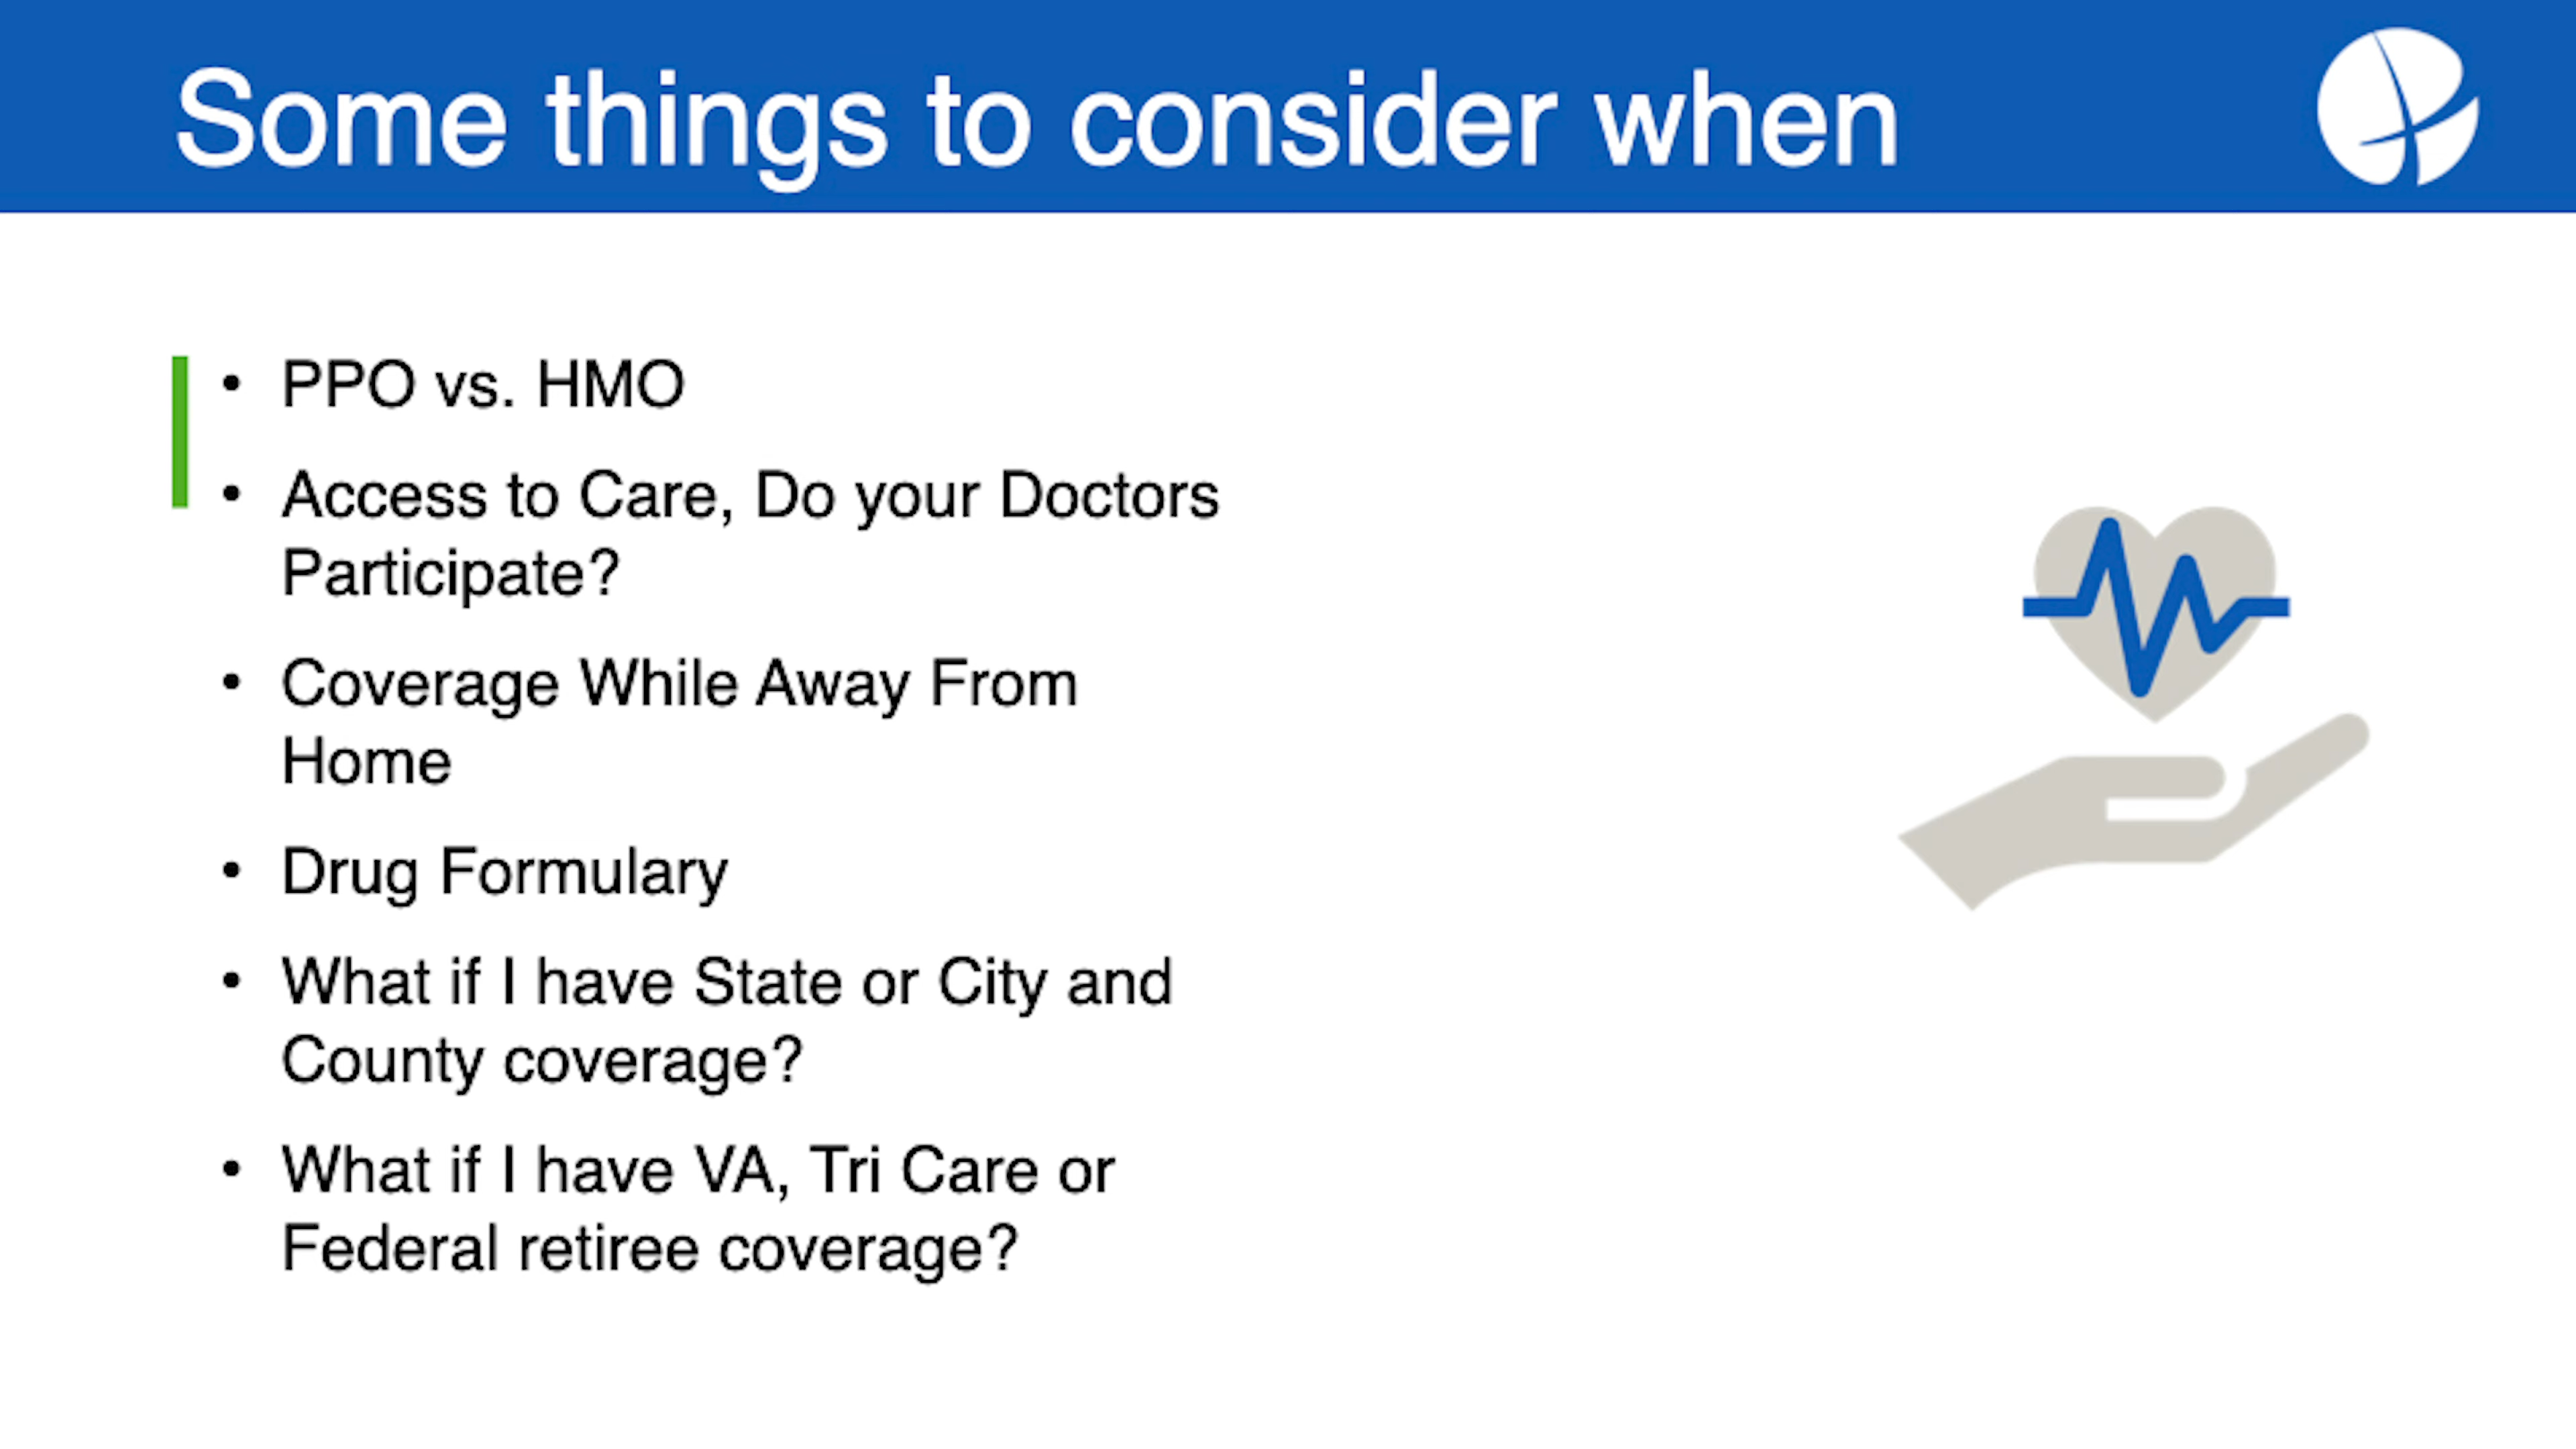 Some things to consider when
• PPO vs. HMO
• Access to Care, Do your Doctors
Participate?
• Coverage While Away From
Home
• Drug Formulary
• What if I have State or City and
County coverage?
• What if I have VA, Tri Care or
Federal retiree coverage?